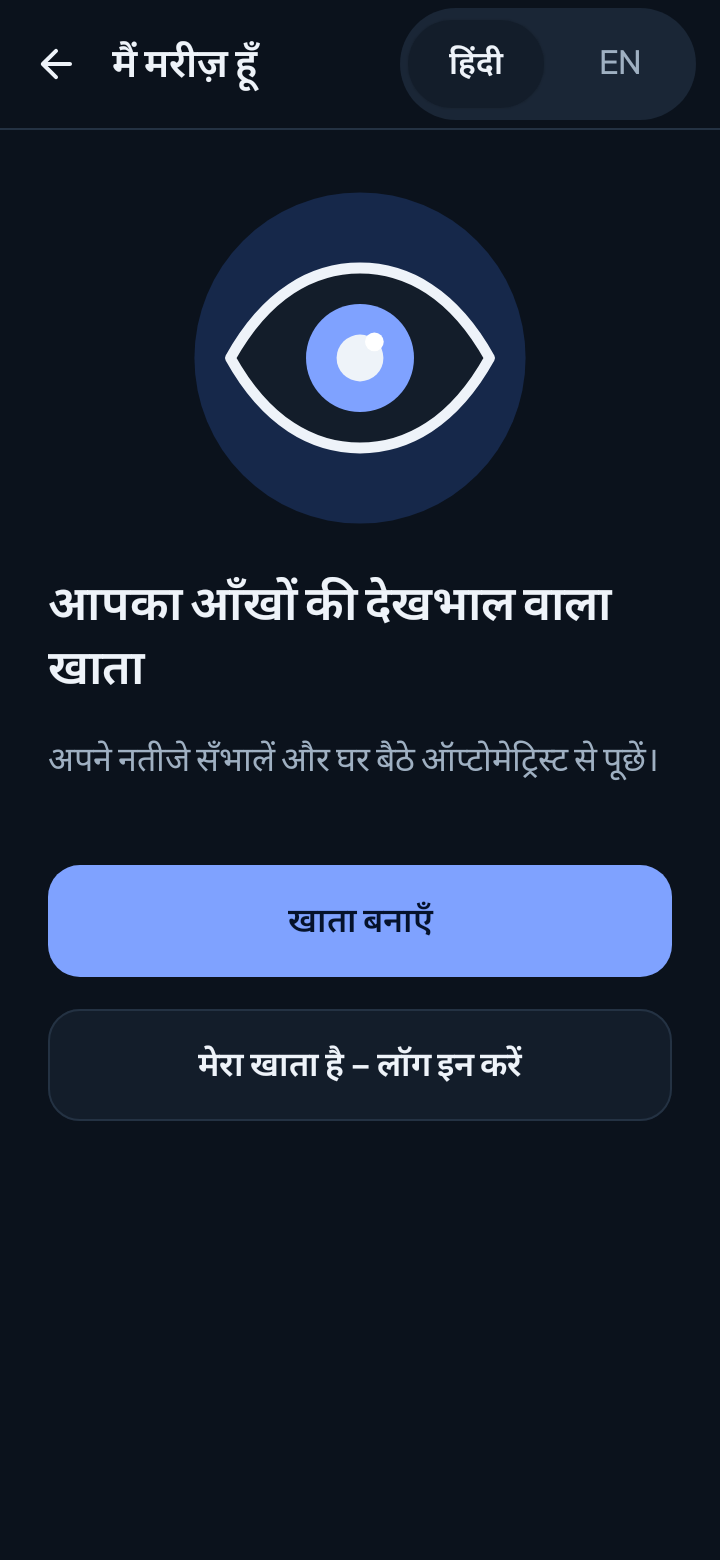 मैं मरीज़ हूँ
हिंदी
EN
आपका आँखों की देखभाल वाला
खाता
अपने नतीजे सँभालें और घर बैठे ऑप्टोमेट्रिस्ट से पूछें।
खाता बनाएँ
मेरा खाता है – लॉग इन करें